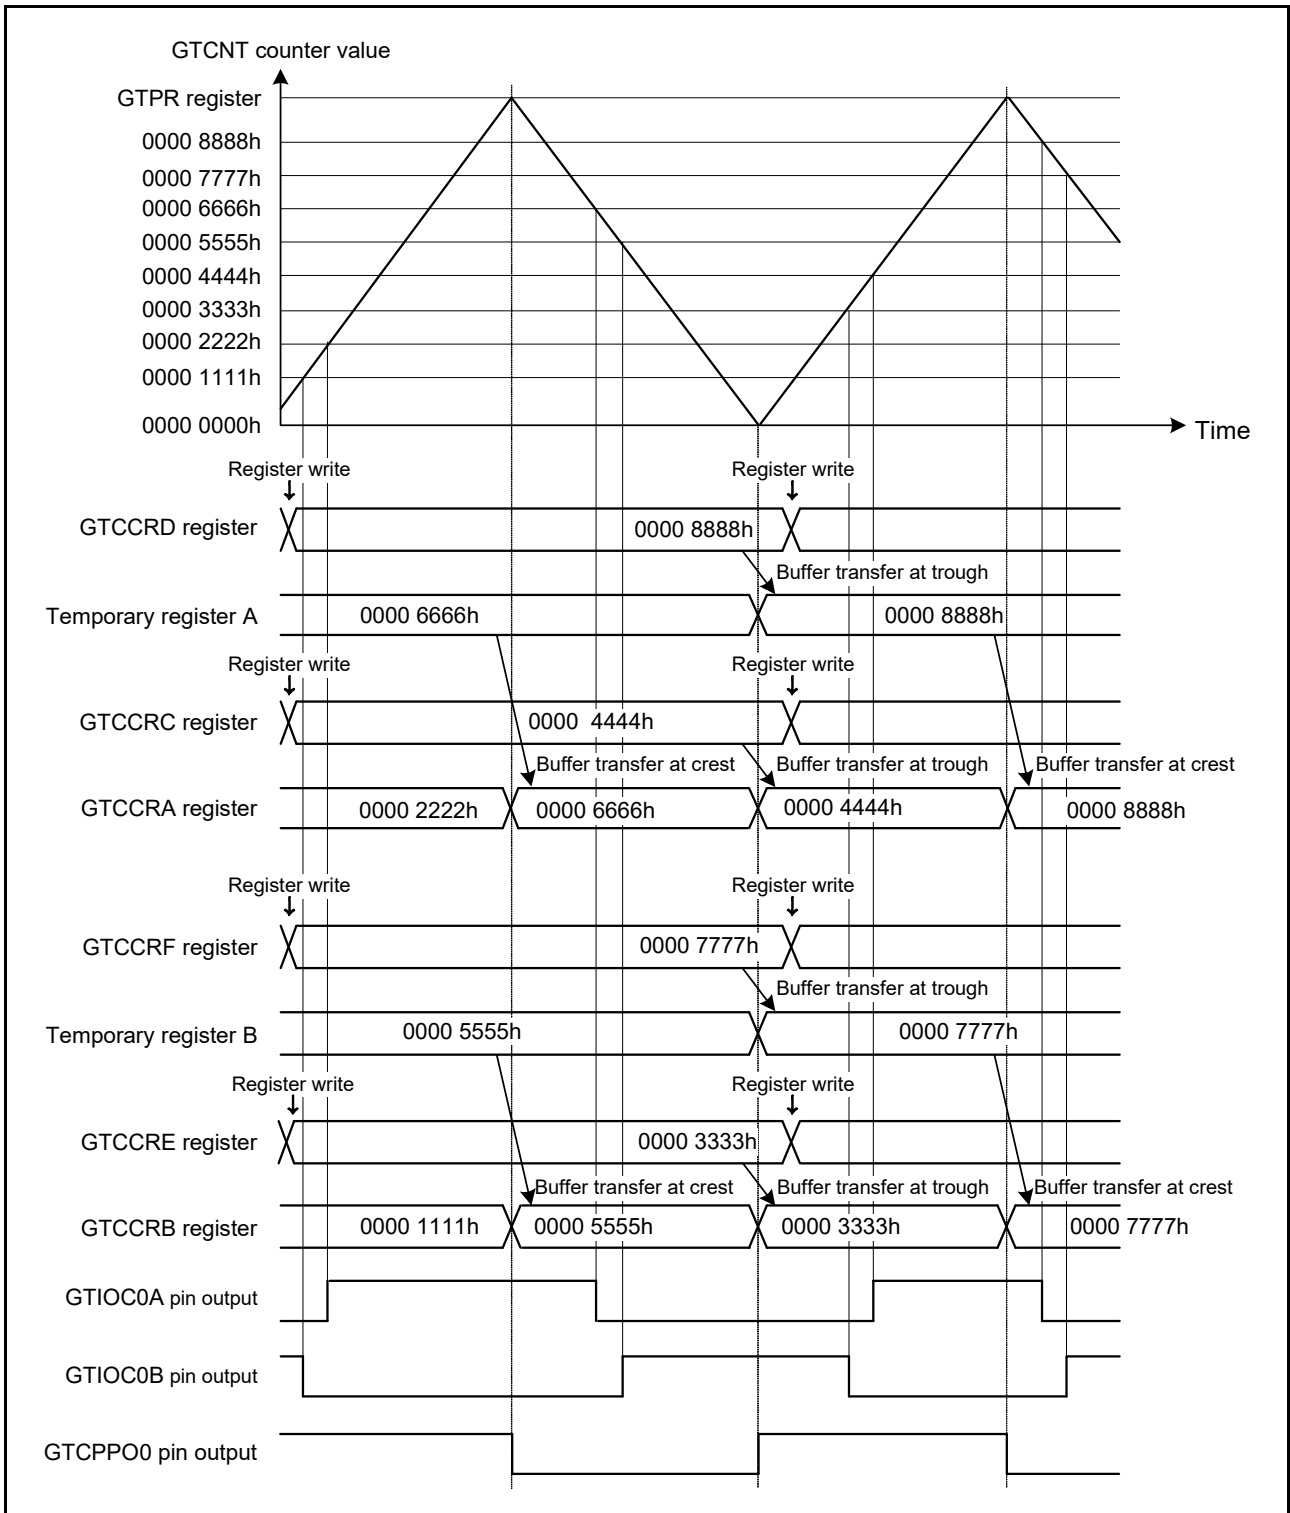 GTCNT counter value
GTPR register
0000 8888h
0000 7777h
0000 6666h
0000 5555h
0000 4444h
0000 3333h
0000 2222h
0000 1111h
0000 0000h
Time
Register write Register write
GTCCRD register 0000 8888h
Buffer transfer at trough
Temporary register A 0000 6666h 0000 8888h
Register write Register write
GTCCRC register 0000 4444h
Buffer transfer at crest Buffer transfer at trough Buffer transfer at crest
GTCCRA register 0000 2222h 0000 6666h 0000 4444h 0000 8888h
Register write Register write
GTCCRF register 0000 7777h
Buffer transfer at trough
Temporary register B 0000 5555h 0000 7777h
Register write Register write
GTCCRE register 0000 3333h
Buffer transfer at crest Buffer transfer at trough Buffer transfer at crest
GTCCRB register 0000 1111h 0000 5555h 0000 3333h 0000 7777h
GTIOC0A pin output
GTIOC0B pin output
GTCPPO0 pin output